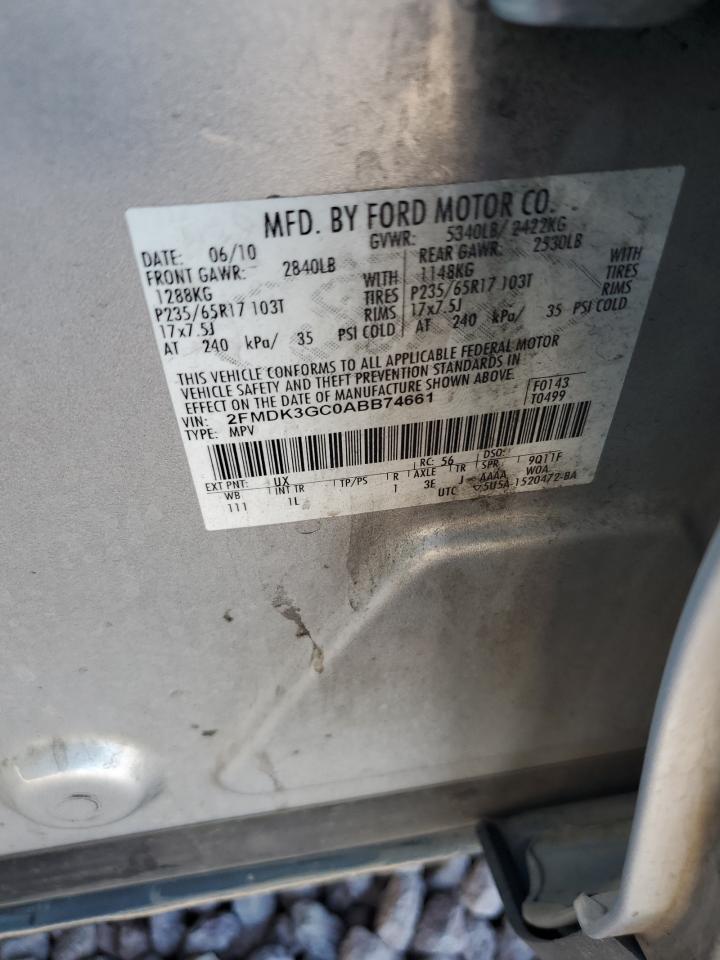 MFD. BY FORD MOTOR CO.
DATE: 06/10 GVWR: 5340LB/ 2422KG
FRONT GAWR: 2840LB REAR GAWR: 2530LB
1288KG WITH 1148KG WITH
P235/65R17 103T TIRES P235/65R17 103T TIRES
17x7.5J RIMS 17x7.5J RIMS
AT 240 kPa/ 35 PSI COLD AT 240 kPa/ 35 PSI COLD
THIS VEHICLE CONFORMS TO ALL APPLICABLE FEDERAL MOTOR
VEHICLE SAFETY AND THEFT PREVENTION STANDARDS IN
EFFECT ON THE DATE OF MANUFACTURE SHOWN ABOVE.
VIN: 2FMDK3GC0ABB74661 F0143
TYPE: MPV T0499
EXT PNT: UX RC: 56 DSO:
WB INT TR TP/PS R AXLE TR SPR 9Q11F
111 1L 1 3E J AAAA W0A
UTC 5U5A-1520472-BA